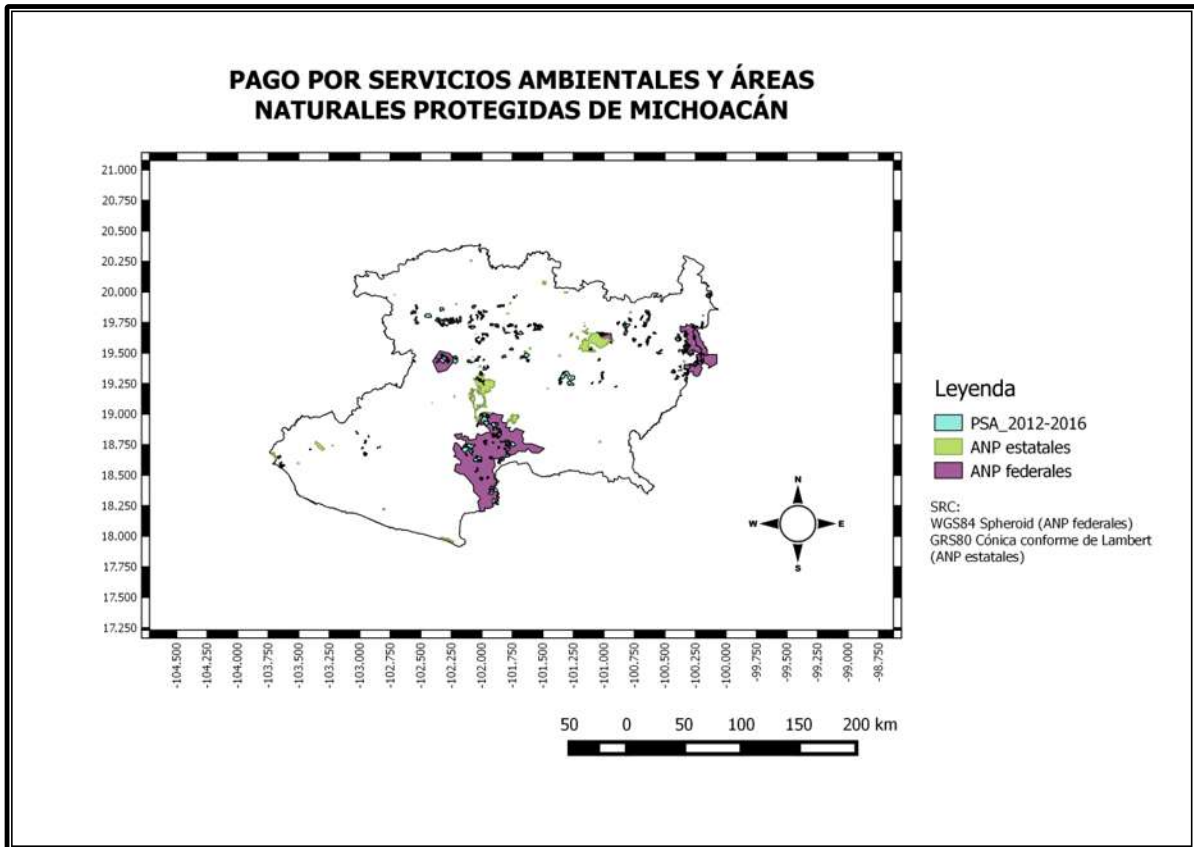 PAGO POR SERVICIOS AMBIENTALES Y ÁREAS
NATURALES PROTEGIDAS DE MICHOACÁN
21.000
20.750
20.500
20.250
20.000
19.750
19.500
19.250
19.000
18.750
18.500
18.250
18.000
17.750
17.500
17.250
-104.500
-104.250
-104.000
-103.750
-103.500
-103.250
-103.000
-102.750
-102.500
-102.250
-102.000
-101.750
-101.500
-101.250
-101.000
-100.750
-100.500
-100.250
-100.000
-99.750
-99.500
-99.250
-99.000
-98.750
Leyenda
PSA_2012-2016
ANP estatales
ANP federales
SRC:
WGS84 Spheroid (ANP federales)
GRS80 Cónica conforme de Lambert
(ANP estatales)
N
W E
S
50 0 50 100 150 200 km